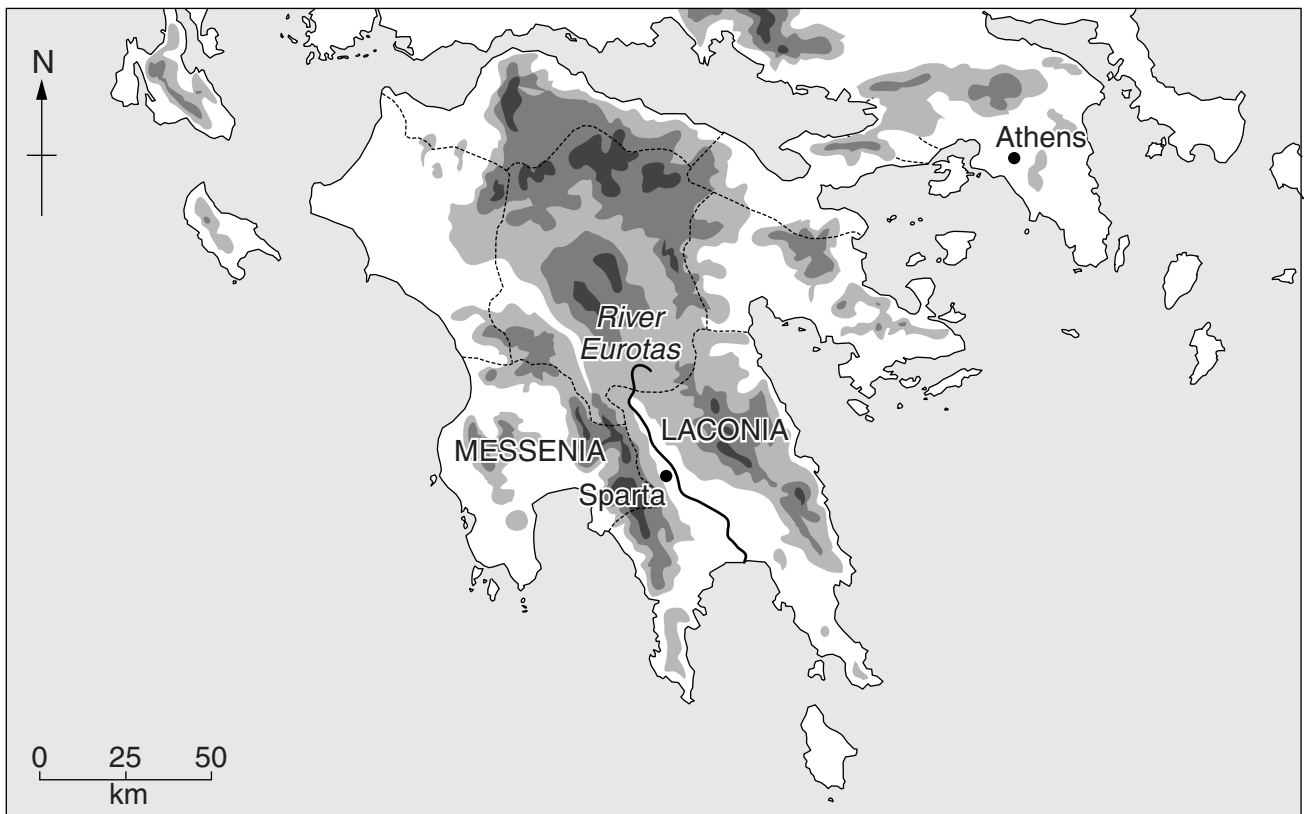 N
Athens
River
Eurotas
LACONIA
MESSENIA
Sparta
0 25 50
km